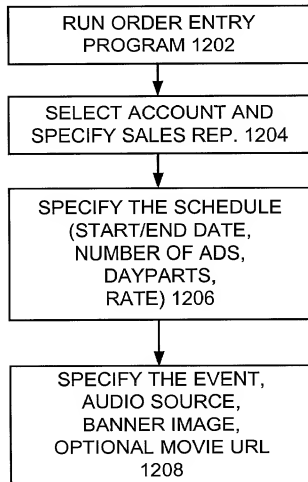 RUN ORDER ENTRY
PROGRAM 1202
SELECT ACCOUNT AND
SPECIFY SALES REP. 1204
SPECIFY THE SCHEDULE
(START/END DATE,
NUMBER OF ADS,
DAYPARTS,
RATE) 1206
SPECIFY THE EVENT,
AUDIO SOURCE,
BANNER IMAGE,
OPTIONAL MOVIE URL
1208